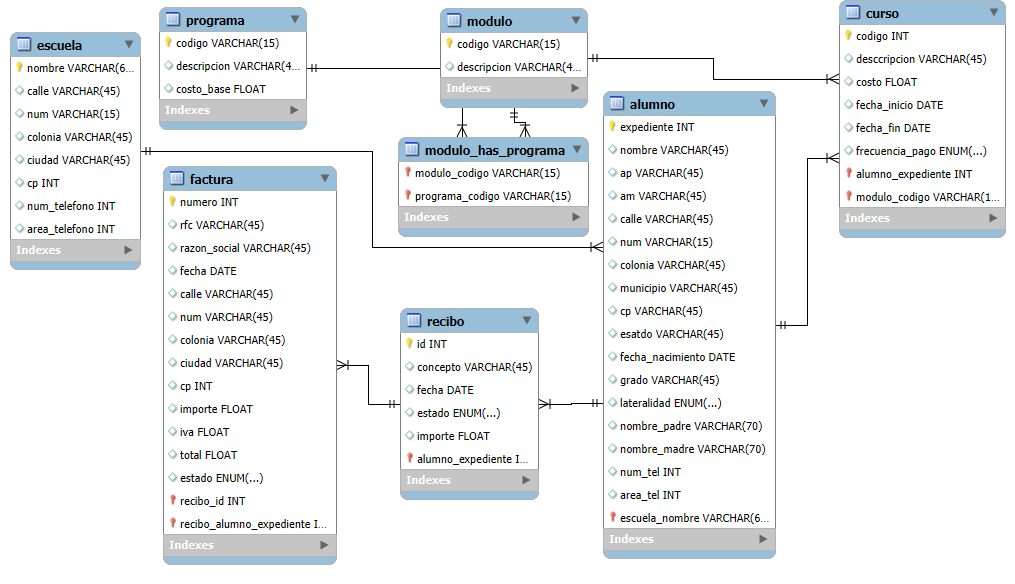 escuela
nombre VARCHAR(6...
calle VARCHAR(45)
num VARCHAR(15)
colonia VARCHAR(45)
ciudad VARCHAR(45)
cp INT
num_telefono INT
area_telefono INT
Indexes
programa
codigo VARCHAR(15)
descripcion VARCHAR(4...
costo_base FLOAT
Indexes
modulo
codigo VARCHAR(15)
descripcion VARCHAR(4...
Indexes
curso
codigo INT
desccripcion VARCHAR(45)
costo FLOAT
fecha_inicio DATE
fecha_fin DATE
frecuencia_pago ENUM(...)
alumno_expediente INT
modulo_codigo VARCHAR(1...
Indexes
modulo_has_programa
modulo_codigo VARCHAR(15)
programa_codigo VARCHAR(15)
Indexes
alumno
expediente INT
nombre VARCHAR(45)
ap VARCHAR(45)
am VARCHAR(45)
calle VARCHAR(45)
num VARCHAR(15)
colonia VARCHAR(45)
municipio VARCHAR(45)
cp VARCHAR(45)
esatdo VARCHAR(45)
fecha_nacimiento DATE
grado VARCHAR(45)
lateralidad ENUM(...)
nombre_padre VARCHAR(70)
nombre_madre VARCHAR(70)
num_tel INT
area_tel INT
escuela_nombre VARCHAR(6...
Indexes
factura
numero INT
rfc VARCHAR(45)
razon_social VARCHAR(45)
fecha DATE
calle VARCHAR(45)
num VARCHAR(45)
colonia VARCHAR(45)
ciudad VARCHAR(45)
cp INT
importe FLOAT
iva FLOAT
total FLOAT
estado ENUM(...)
recibo_id INT
recibo_alumno_expediente I...
Indexes
recibo
id INT
concepto VARCHAR(45)
fecha DATE
estado ENUM(...)
importe FLOAT
alumno_expediente I...
Indexes